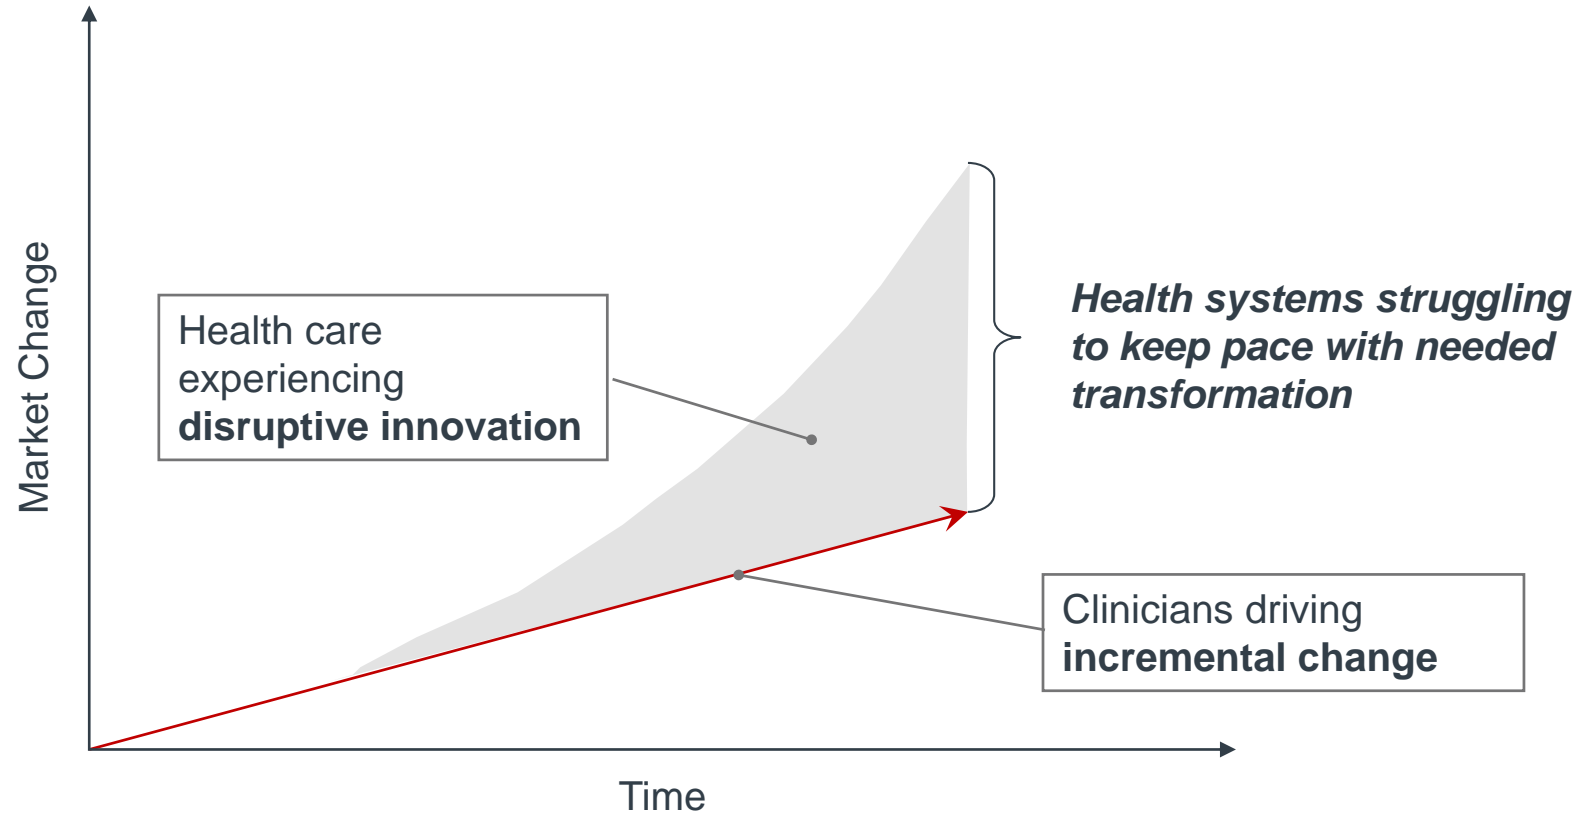 Market Change
Health care
experiencing
disruptive innovation
Health systems struggling
to keep pace with needed
transformation
Clinicians driving
incremental change
Time